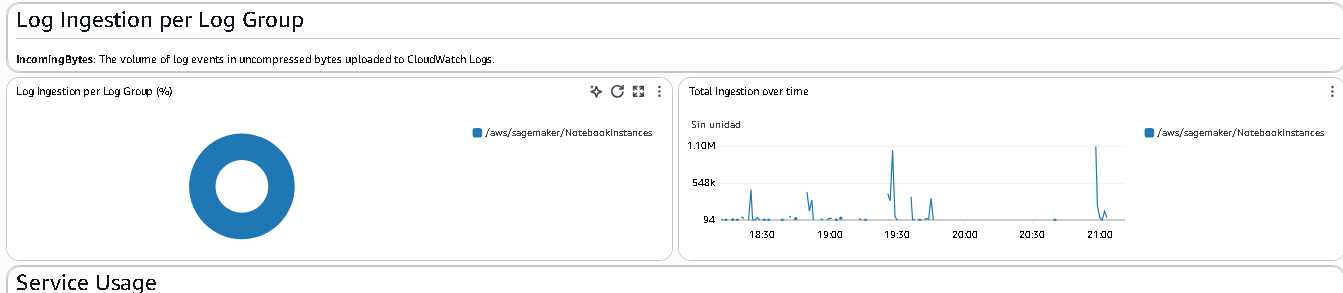 Log Ingestion per Log Group
IncomingBytes: The volume of log events in uncompressed bytes uploaded to CloudWatch Logs.
Log Ingestion per Log Group (%)
/aws/sagemaker/NotebookInstances
Total Ingestion over time
Sin unidad
1.10M
548k
94
18:30 19:00 19:30 20:00 20:30 21:00
/aws/sagemaker/NotebookInstances
Service Usage